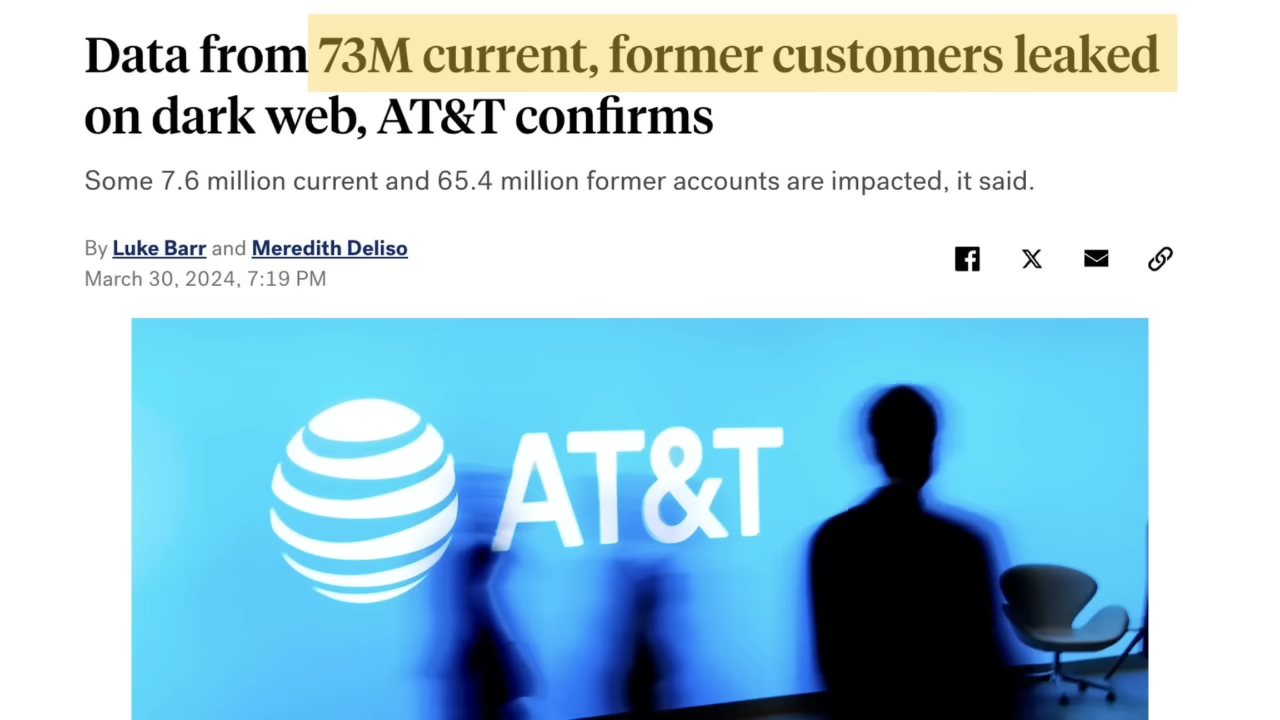 Data from 73M current, former customers leaked
on dark web, AT&T confirms
Some 7.6 million current and 65.4 million former accounts are impacted, it said.
By Luke Barr and Meredith Deliso
March 30, 2024, 7:19 PM
AT&T